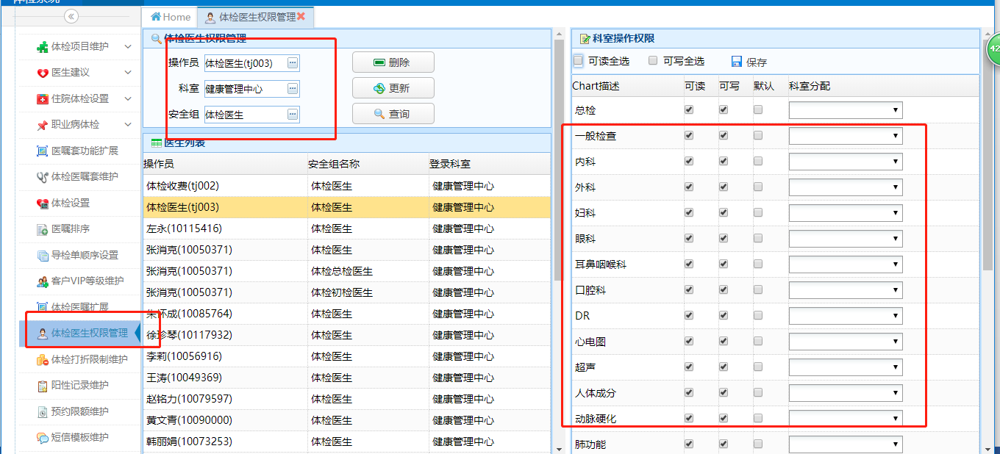 体检系统
Home
体检医生权限管理
体检项目维护
医生建议
住院体检设置
职业病体检
医嘱套功能扩展
体检医嘱套维护
体检设置
医嘱排序
导检单顺序设置
客户VIP等级维护
体检医嘱扩展
体检医生权限管理
体检打折限制维护
阳性记录维护
预约限额维护
短信模板维护
体检医生权限管理
操作员 体检医生(tj003) 删除
科室 健康管理中心 更新
安全组 体检医生 查询
医生列表
操作员 安全组名称 登录科室
体检收费(tj002) 体检医生 健康管理中心
体检医生(tj003) 体检医生 健康管理中心
左永(10115416) 体检医生 健康管理中心
张消克(10050371) 体检医生 健康管理中心
张消克(10050371) 体检总检医生 健康管理中心
张消克(10050371) 体检初检医生 健康管理中心
朱怀成(10085764) 体检医生 健康管理中心
徐珍琴(10117932) 体检医生 健康管理中心
李莉(10056916) 体检医生 健康管理中心
王涛(10049369) 体检医生 健康管理中心
赵铭力(10079597) 体检医生 健康管理中心
黄文青(10090000) 体检医生 健康管理中心
韩丽娟(10073253) 体检医生 健康管理中心
科室操作权限
可读全选 可写全选 保存
Chart描述 可读 可写 默认 科室分配
总检
一般检查
内科
外科
妇科
眼科
耳鼻咽喉科
口腔科
DR
心电图
超声
人体成分
动脉硬化
肺功能
42